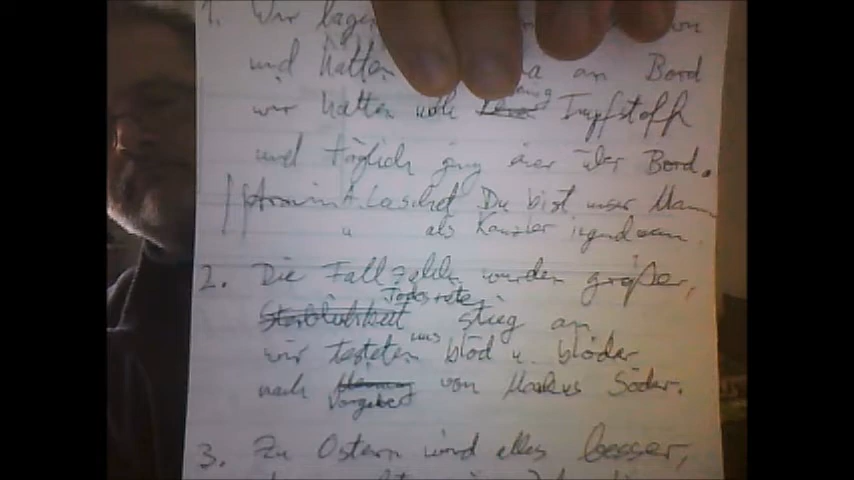 1. Wir lagen
und hatten an Bord
wir hatten Impfstoff
und täglich ging einer über Bord.
Armin A. Laschet Du bist unser Mann
" als Kanzler irgendwann.
2. Die Fallzahlen wurden größer,
Sterblichkeit Todesrate stieg an
wir testeten uns blöd u. blöder
nach Vorgaben von Markus Söder.
3. Zu Ostern wird alles besser,